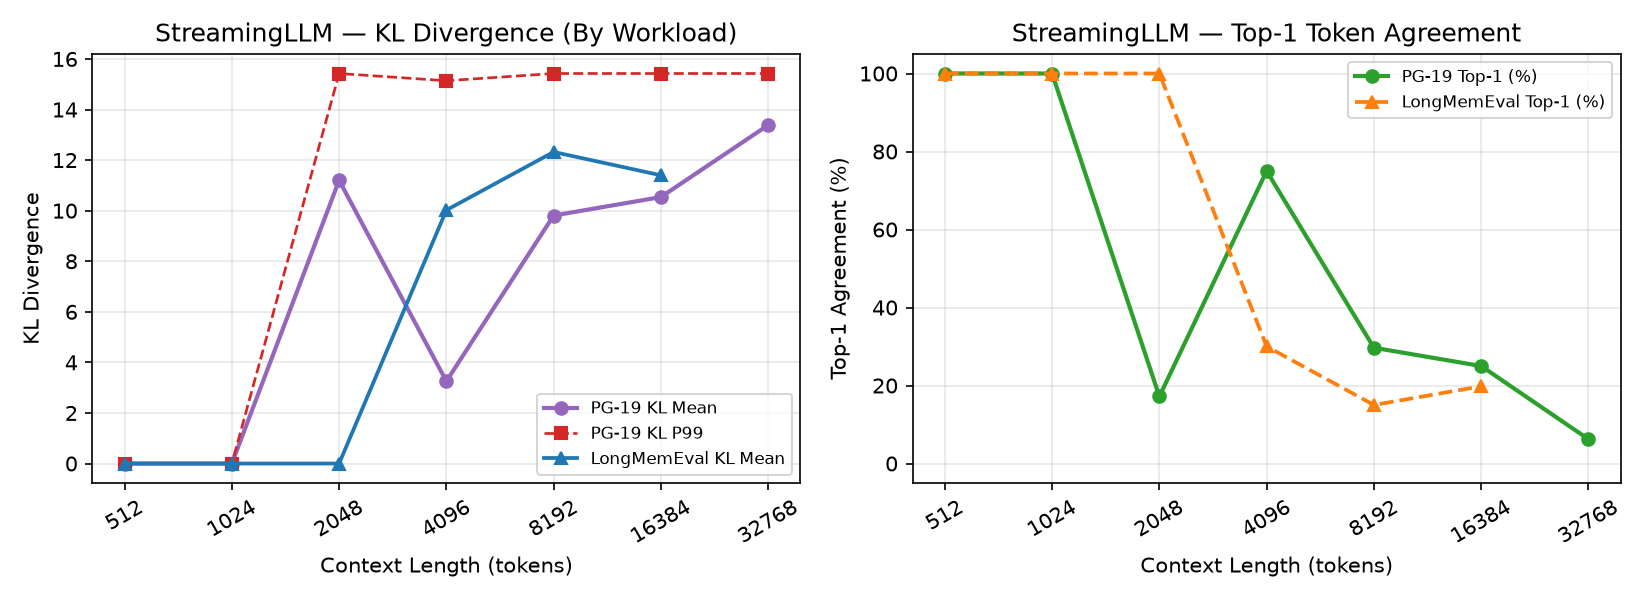 StreamingLLM — KL Divergence (By Workload)
KL Divergence
16
14
12
10
8
6
4
2
0
PG-19 KL Mean
PG-19 KL P99
LongMemEval KL Mean
512
1024
2048
4096
8192
16384
32768
Context Length (tokens)
StreamingLLM — Top-1 Token Agreement
Top-1 Agreement (%)
100
80
60
40
20
0
PG-19 Top-1 (%)
LongMemEval Top-1 (%)
512
1024
2048
4096
8192
16384
32768
Context Length (tokens)